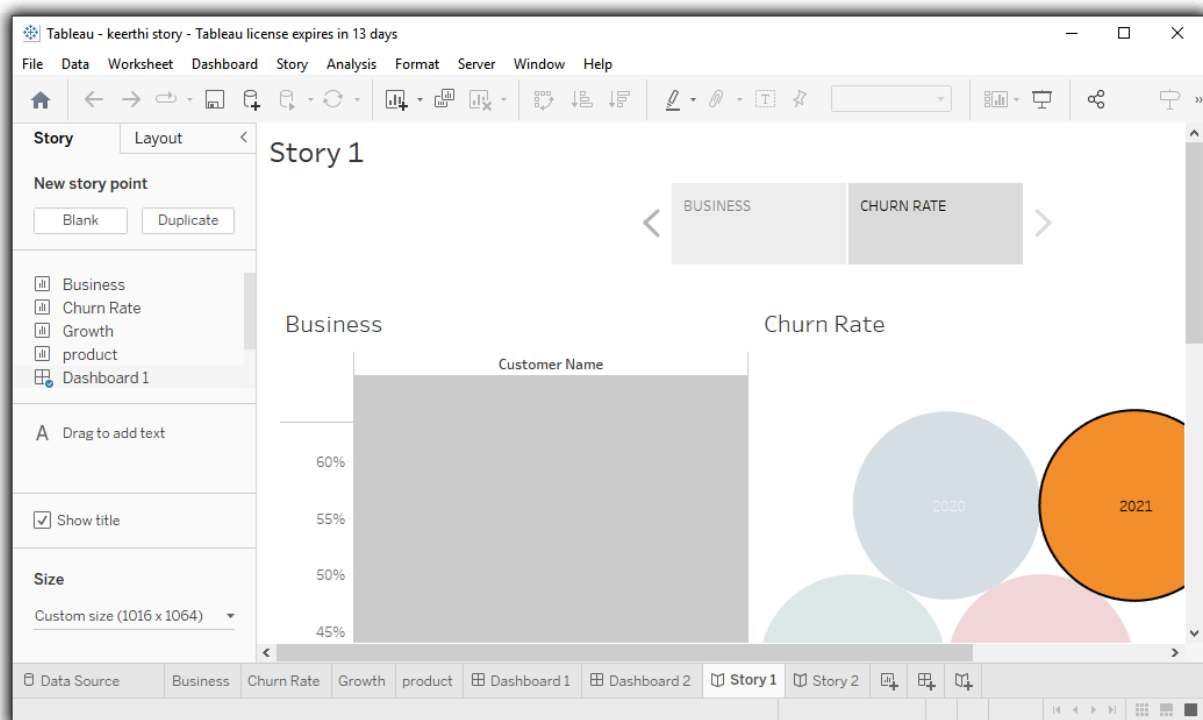 Tableau - keerthi story - Tableau license expires in 13 days
File Data Worksheet Dashboard Story Analysis Format Server Window Help
Story Layout
New story point
Blank Duplicate
Business
Churn Rate
Growth
product
Dashboard 1
A Drag to add text
Show title
Size
Custom size (1016 x 1064)
Story 1
BUSINESS CHURN RATE
Business
Customer Name
60%
55%
50%
45%
Churn Rate
2020 2021
Data Source Business Churn Rate Growth product Dashboard 1 Dashboard 2 Story 1 Story 2